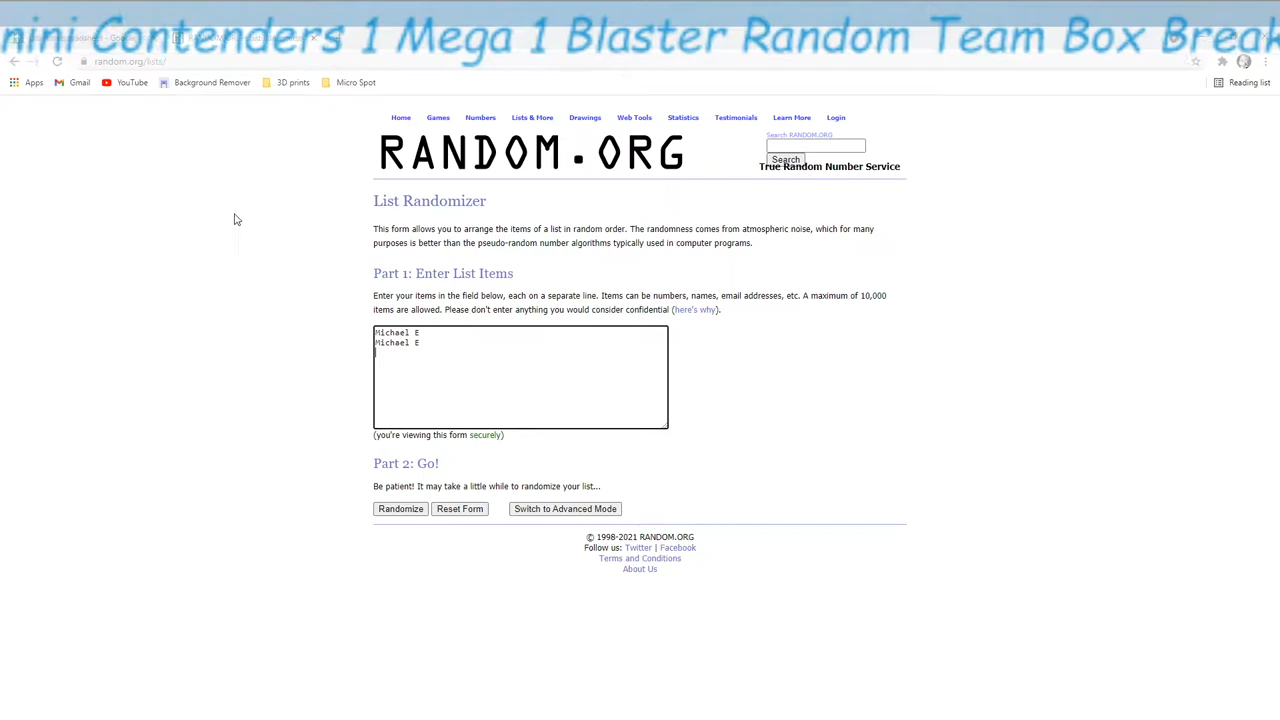 nini Contenders 1 Mega 1 Blaster Random Team Box Break
random.org/lists/
Apps Gmail YouTube Background Remover 3D prints Micro Spot Reading list
Home Games Numbers Lists & More Drawings Web Tools Statistics Testimonials Learn More Login
Search RANDOM.ORG
RANDOM.ORG
Search
True Random Number Service
List Randomizer
This form allows you to arrange the items of a list in random order. The randomness comes from atmospheric noise, which for many
purposes is better than the pseudo-random number algorithms typically used in computer programs.
Part 1: Enter List Items
Enter your items in the field below, each on a separate line. Items can be numbers, names, email addresses, etc. A maximum of 10,000
items are allowed. Please don't enter anything you would consider confidential (here's why).
Michael E
Michael E
(you're viewing this form securely)
Part 2: Go!
Be patient! It may take a little while to randomize your list...
Randomize Reset Form Switch to Advanced Mode
© 1998-2021 RANDOM.ORG
Follow us: Twitter | Facebook
Terms and Conditions
About Us